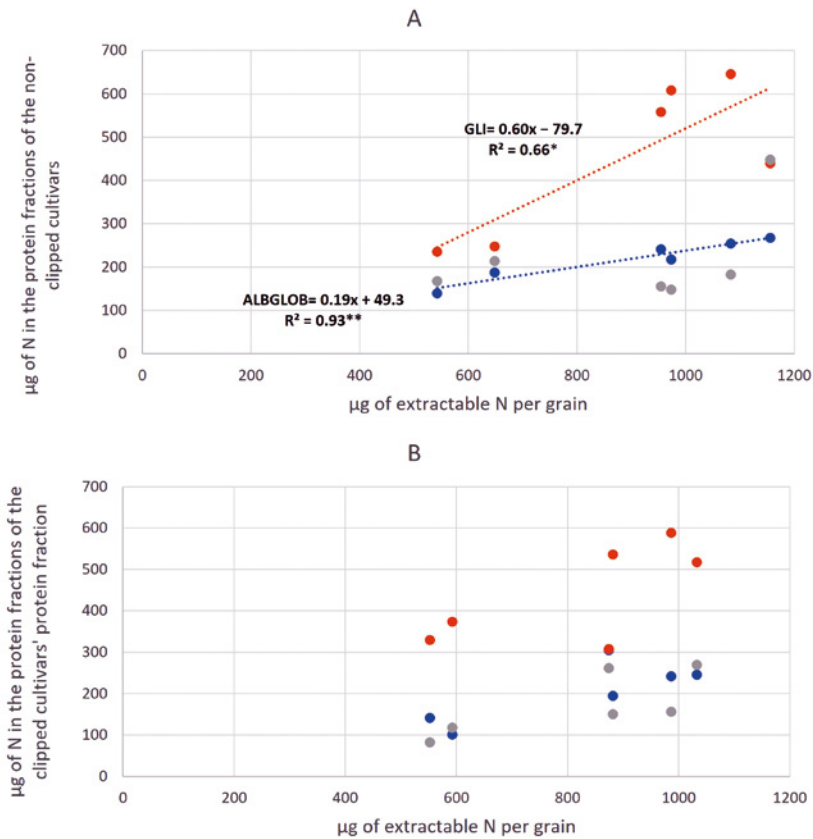 A
µg of N in the protein fractions of the non-
clipped cultivars
700
600
500
400
300
200
100
0
GLI= 0.60x – 79.7
R² = 0.66*
ALBGLOB= 0.19x + 49.3
R² = 0.93**
0 200 400 600 800 1000 1200
µg of extractable N per grain
B
µg of N in the protein fractions of the
clipped cultivars' protein fraction
700
600
500
400
300
200
100
0
0 200 400 600 800 1000 1200
µg of extractable N per grain